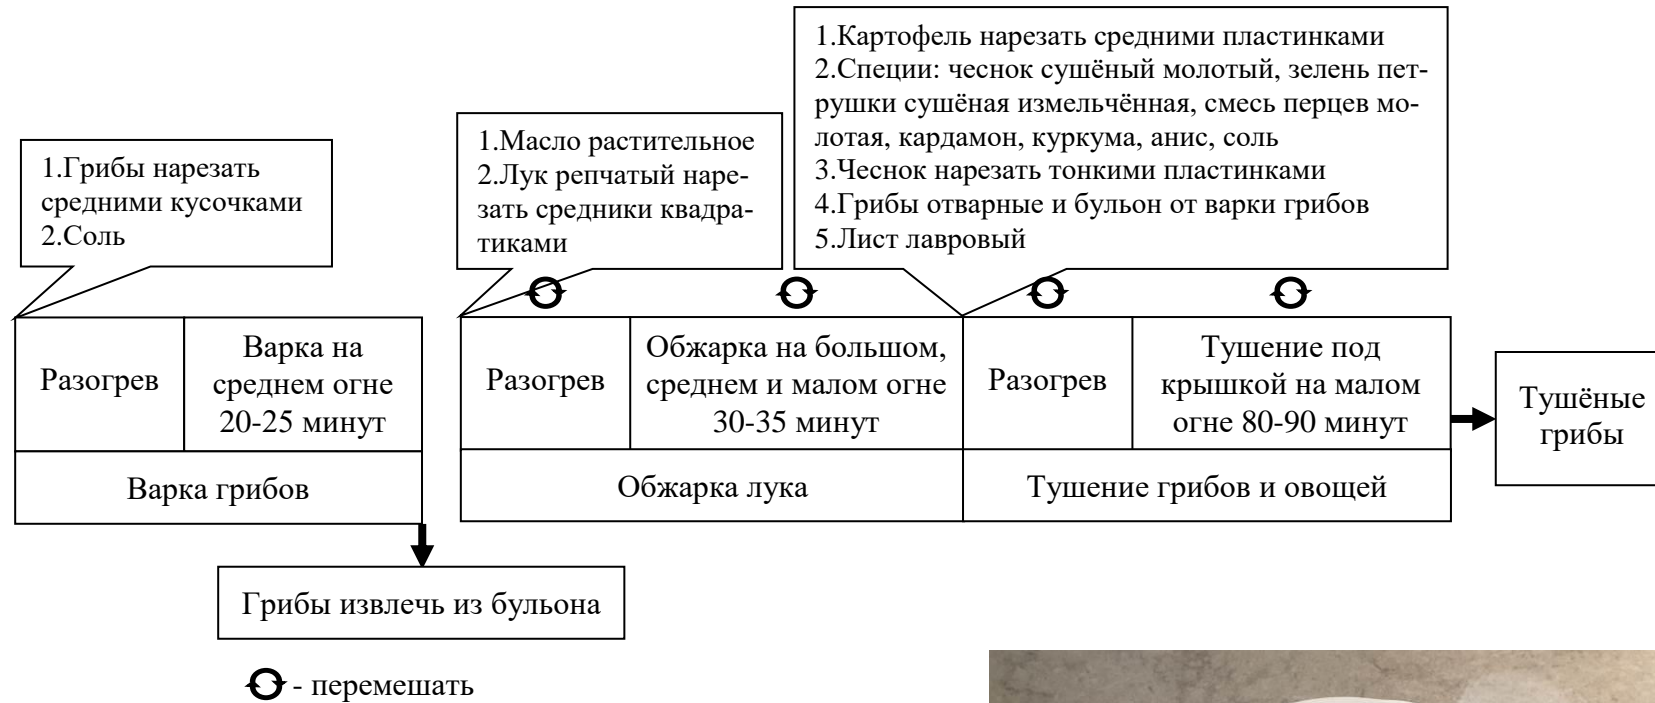 1.Грибы нарезать
средними кусочками
2.Соль
1.Масло растительное
2.Лук репчатый наре-
зать средники квадра-
тиками
1.Картофель нарезать средними пластинками
2.Специи: чеснок сушёный молотый, зелень пет-
рушки сушёная измельчённая, смесь перцев мо-
лотая, кардамон, куркума, анис, соль
3.Чеснок нарезать тонкими пластинками
4.Грибы отварные и бульон от варки грибов
5.Лист лавровый
Разогрев
Варка на
среднем огне
20-25 минут
Варка грибов
Разогрев
Обжарка на большом,
среднем и малом огне
30-35 минут
Обжарка лука
Разогрев
Тушение под
крышкой на малом
огне 80-90 минут
Тушение грибов и овощей
Тушёные
грибы
Грибы извлечь из бульона
- перемешать